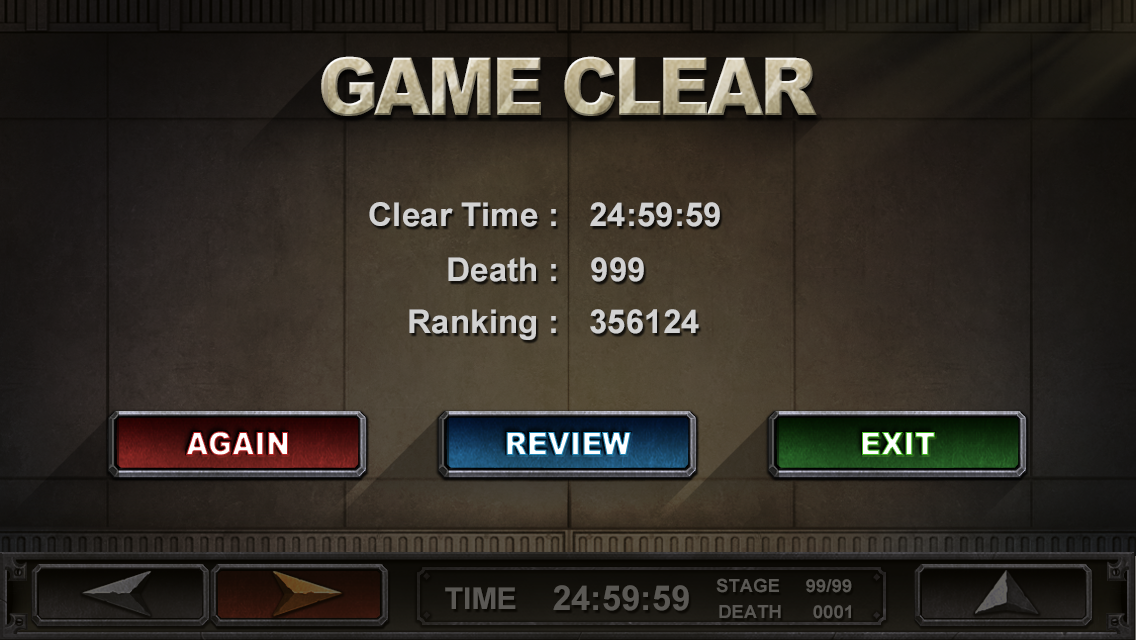 GAME CLEAR
Clear Time : 24:59:59
Death : 999
Ranking : 356124
AGAIN REVIEW EXIT
TIME 24:59:59
STAGE 99/99
DEATH 0001